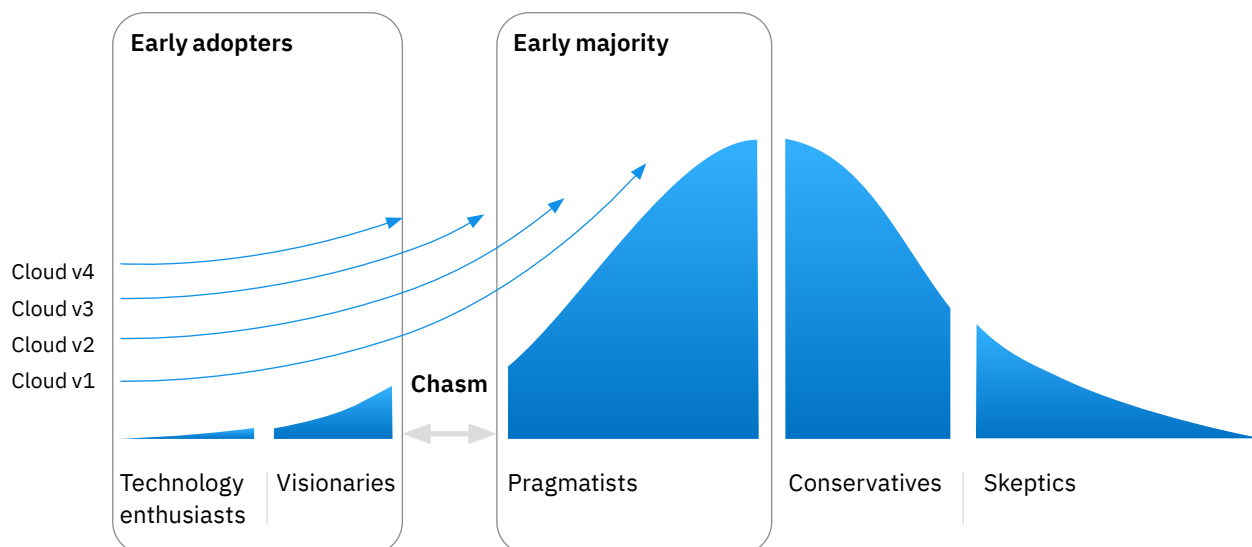 Early adopters
Early majority
Cloud v4
Cloud v3
Cloud v2
Cloud v1
Chasm
Technology
enthusiasts
Visionaries
Pragmatists
Conservatives
Skeptics